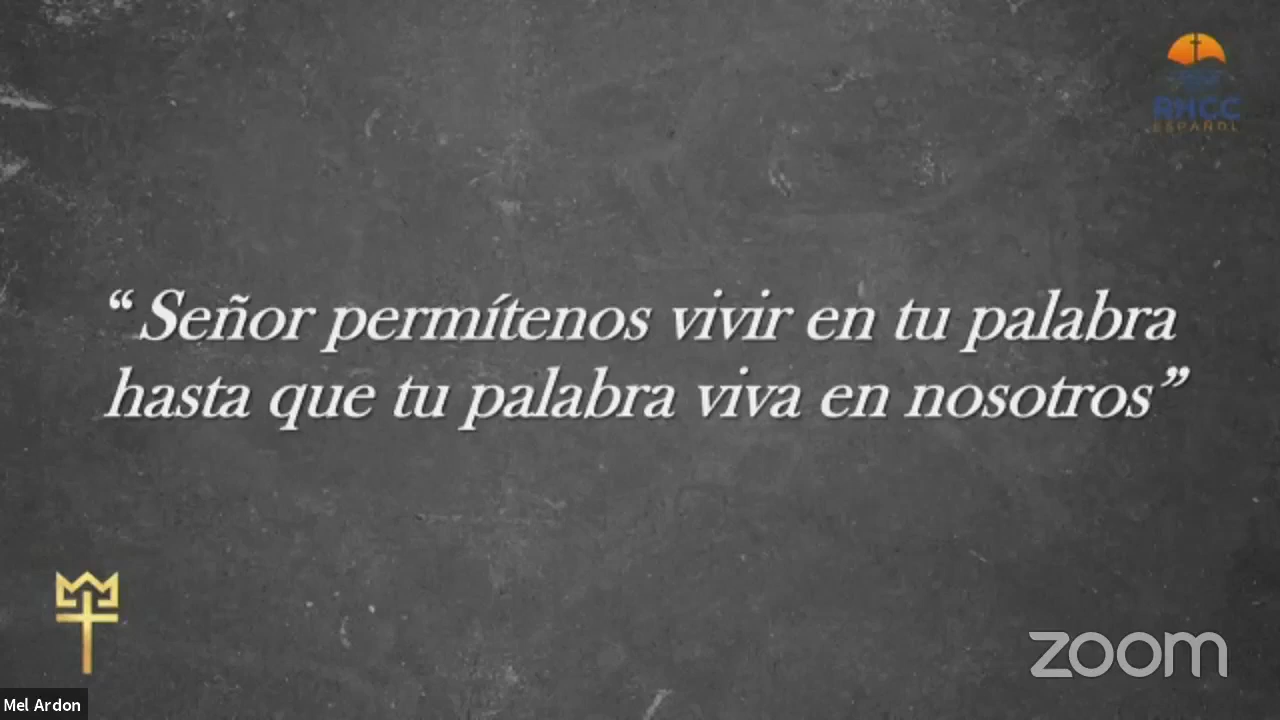 RHCC
ESPAÑOL
“ Señor permítenos vivir en tu palabra
hasta que tu palabra viva en nosotros”
zoom
Mel Ardon